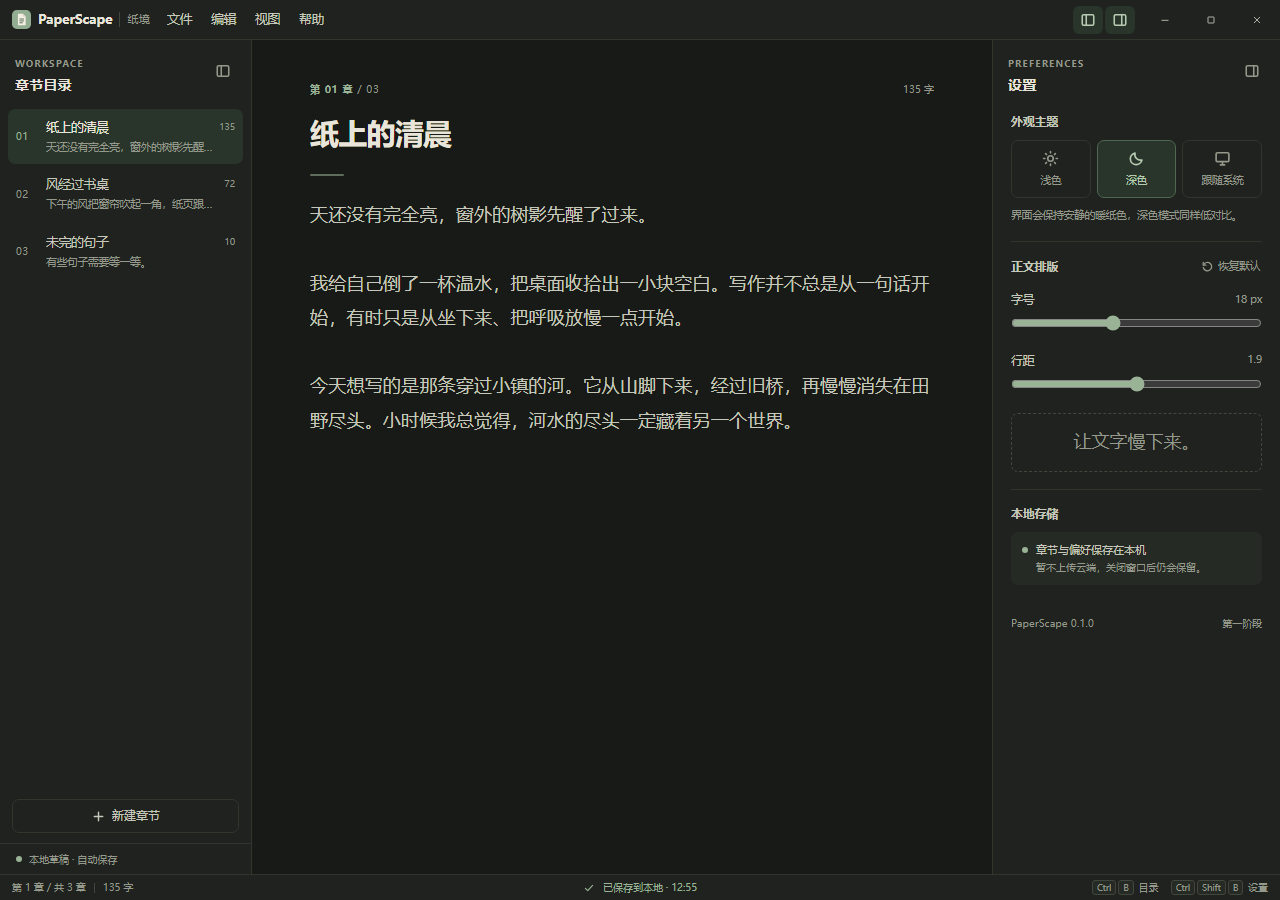 PaperScape 纸境 文件 编辑 视图 帮助
WORKSPACE
章节目录
01 纸上的清晨 135
天还没有完全亮，窗外的树影先醒…
02 风经过书桌 72
下午的风把窗帘吹起一角，纸页跟…
03 未完的句子 10
有些句子需要等一等。
新建章节
本地草稿 · 自动保存
第 01 章 / 03 135 字
纸上的清晨
天还没有完全亮，窗外的树影先醒了过来。
我给自己倒了一杯温水，把桌面收拾出一小块空白。写作并不总是从一句话开
始，有时只是从坐下来、把呼吸放慢一点开始。
今天想写的是那条穿过小镇的河。它从山脚下来，经过旧桥，再慢慢消失在田
野尽头。小时候我总觉得，河水的尽头一定藏着另一个世界。
PREFERENCES
设置
外观主题
浅色 深色 跟随系统
界面会保持安静的暖纸色，深色模式同样低对比。
正文排版 恢复默认
字号 18 px
行距 1.9
让文字慢下来。
本地存储
章节与偏好保存在本机
暂不上传云端，关闭窗口后仍会保留。
PaperScape 0.1.0 第一阶段
第 1 章 / 共 3 章 135 字 已保存到本地 · 12:55 Ctrl B 目录 Ctrl Shift B 设置